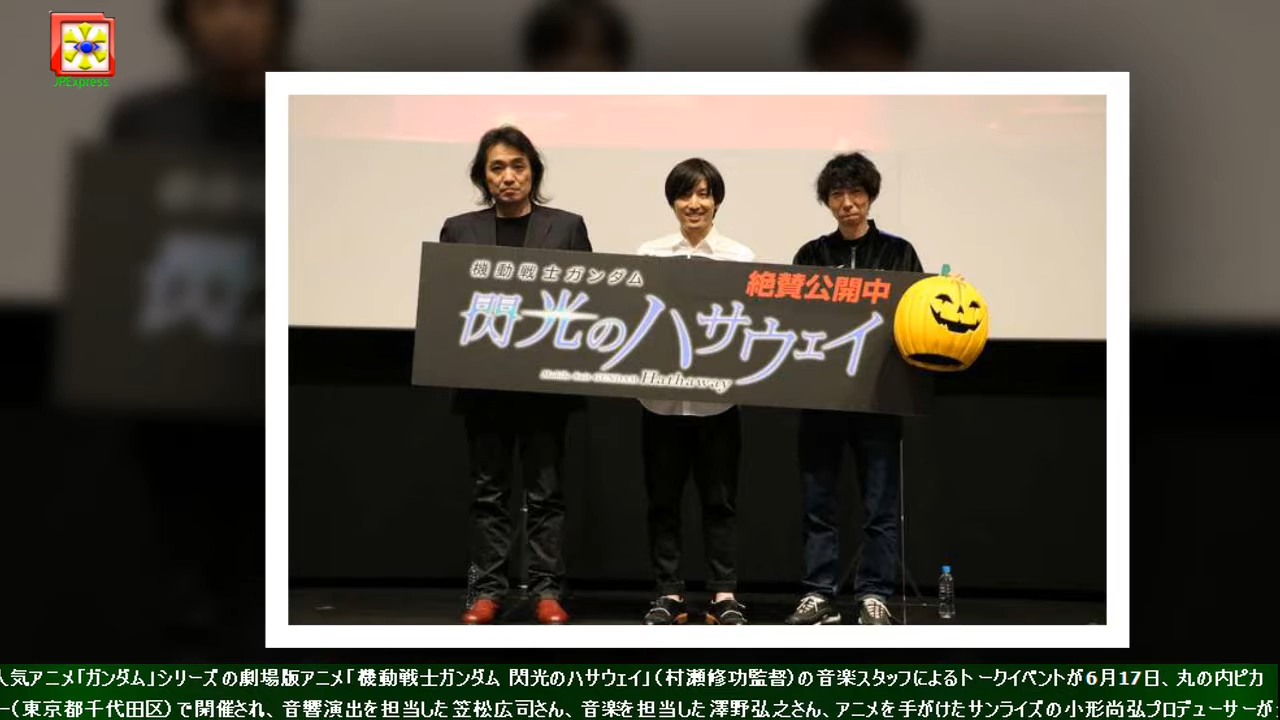 JPExpress
機動戦士ガンダム
絶賛公開中
閃光のハサウェイ
Mobile Suit GUNDAM Hathaway
人気アニメ「ガンダム」シリーズの劇場版アニメ「機動戦士ガンダム 閃光のハサウェイ」（村瀬修功監督）の音楽スタッフによるトークイベントが6月17日、丸の内ピカ
ー（東京都千代田区）で開催され、音響演出を担当した笠松広司さん、音楽を担当した澤野弘之さん、アニメを手がけたサンライズの小形尚弘プロデューサーが